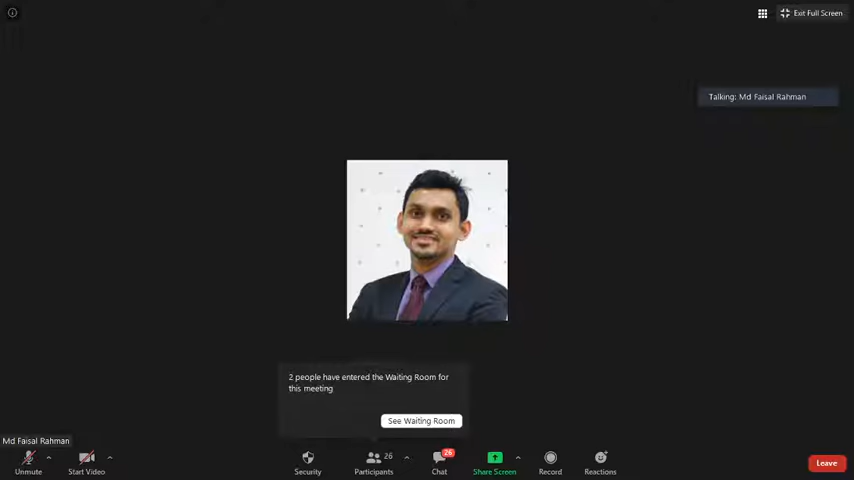 Exit Full Screen
Talking: Md Faisal Rahman
2 people have entered the Waiting Room for
this meeting
See Waiting Room
Md Faisal Rahman
26
26
Unmute
Start Video
Security
Participants
Chat
Share Screen
Record
Reactions
Leave